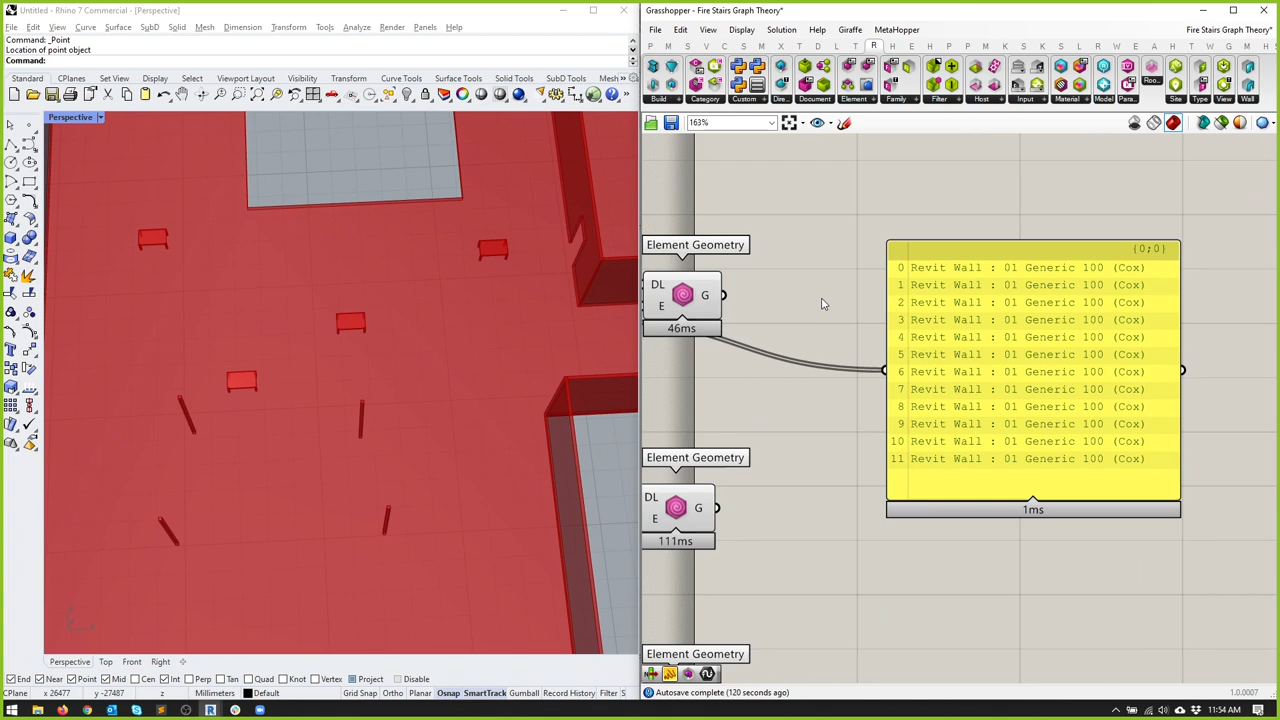 Untitled - Rhino 7 Commercial - [Perspective]
File Edit View Curve Surface Solid Mesh Dimension Transform Tools Analyze Render Panels Help
Command: _Point
Location of point object
Command:
Standard CPlanes Set View Display Select Viewport Layout Visibility Transform Curve Tools Surface Tools Solid Tools SubD Tools Mesh
Perspective
Perspective Top Front Right
End Near Point Mid Cen Int Perp Tan Quad Knot Vertex Project Disable
CPlane x 26477 y -27487 z Millimeters Default Grid Snap Ortho Planar Osnap SmartTrack Gumball Record History Filter S
Grasshopper - Fire Stairs Graph Theory*
File Edit View Display Solution Help Giraffe MetaHopper Fire Stairs Graph Theory*
P M S V C S M X D L T P T D U L A T R H E H P A H K M S K C S K C L W L M T M H
Build Category Custom Dire... Document Element Family Filter Host Input Material Model Para... Roo... Site Type View Wall
163%
Element Geometry
DL
E
G
46ms
Element Geometry
DL
E
G
111ms
Element Geometry
{0;0}
0 Revit Wall : 01 Generic 100 (Cox)
1 Revit Wall : 01 Generic 100 (Cox)
2 Revit Wall : 01 Generic 100 (Cox)
3 Revit Wall : 01 Generic 100 (Cox)
4 Revit Wall : 01 Generic 100 (Cox)
5 Revit Wall : 01 Generic 100 (Cox)
6 Revit Wall : 01 Generic 100 (Cox)
7 Revit Wall : 01 Generic 100 (Cox)
8 Revit Wall : 01 Generic 100 (Cox)
9 Revit Wall : 01 Generic 100 (Cox)
10 Revit Wall : 01 Generic 100 (Cox)
11 Revit Wall : 01 Generic 100 (Cox)
1ms
Autosave complete (120 seconds ago) 1.0.0007
11:54 AM